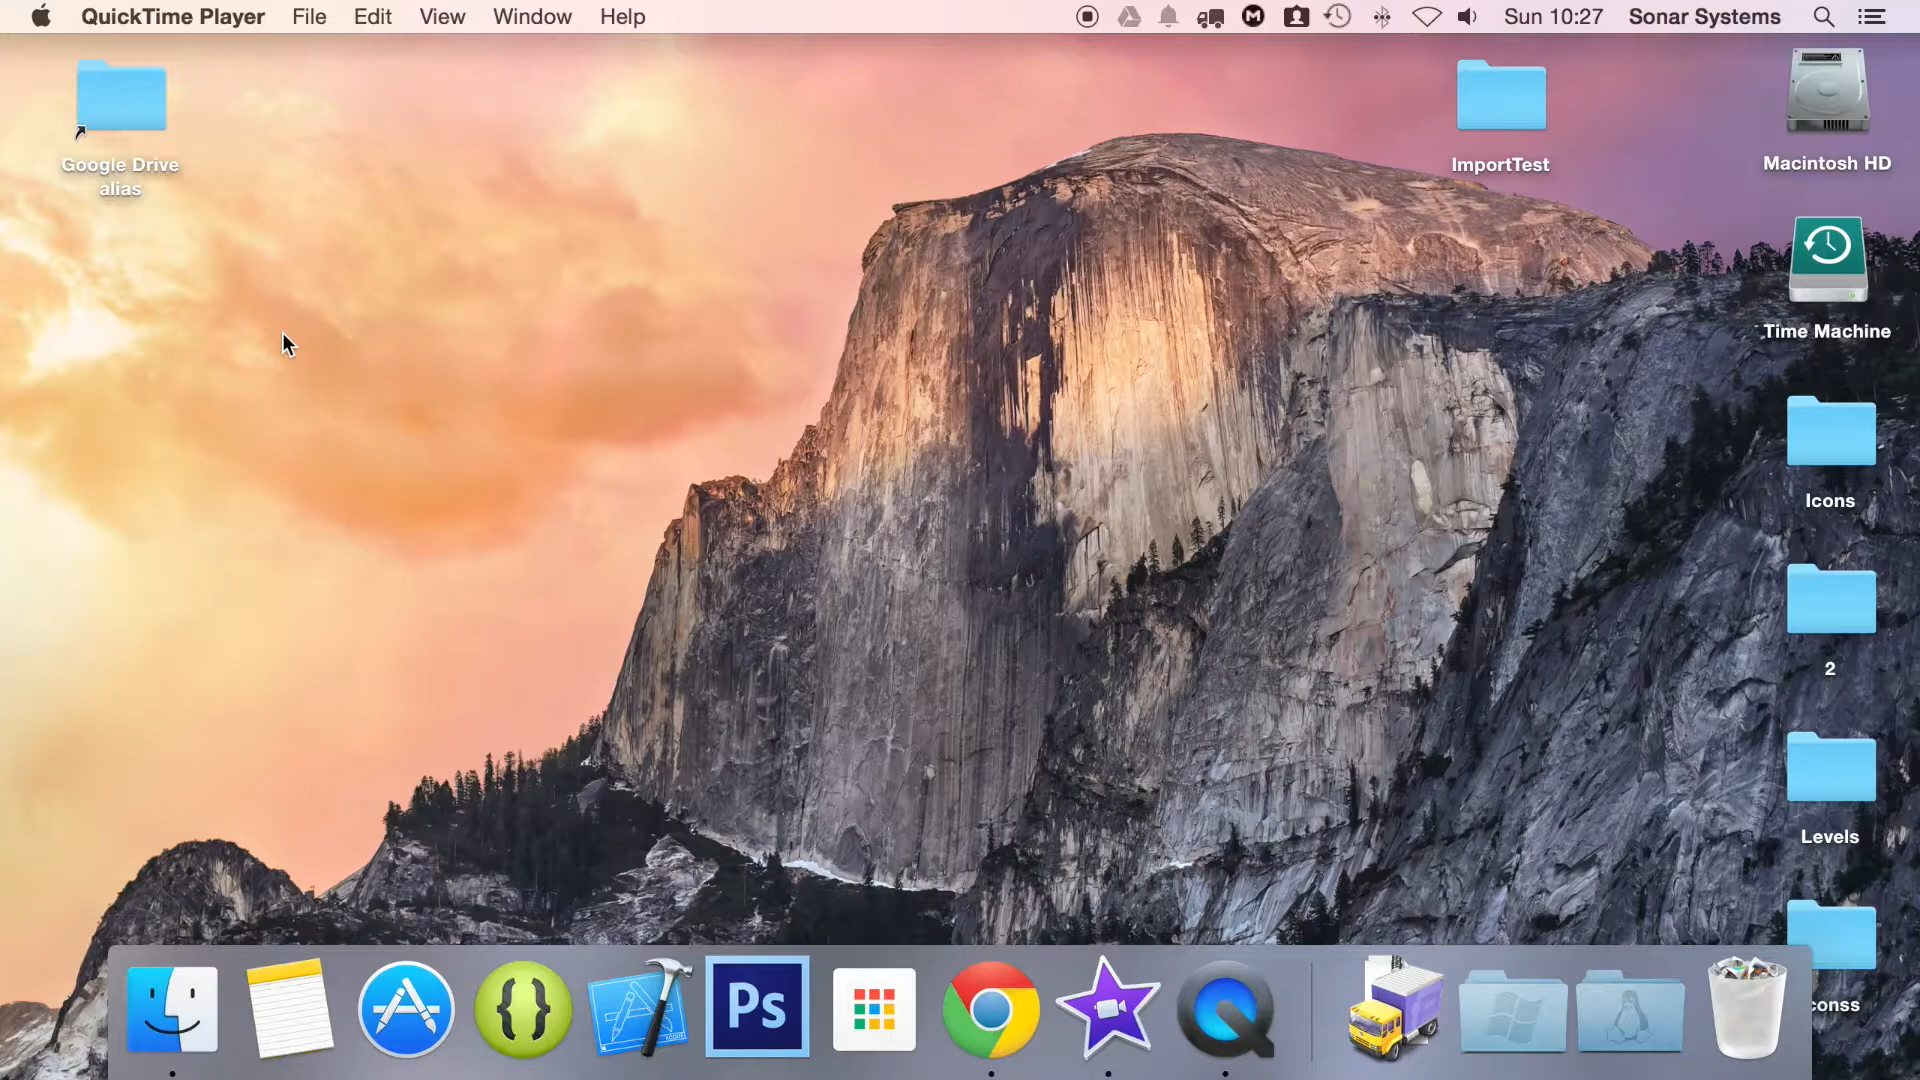 QuickTime Player File Edit View Window Help Sun 10:27 Sonar Systems
Google Drive
alias
ImportTest
Macintosh HD
Time Machine
Icons
2
Levels
conss
{}
Ps